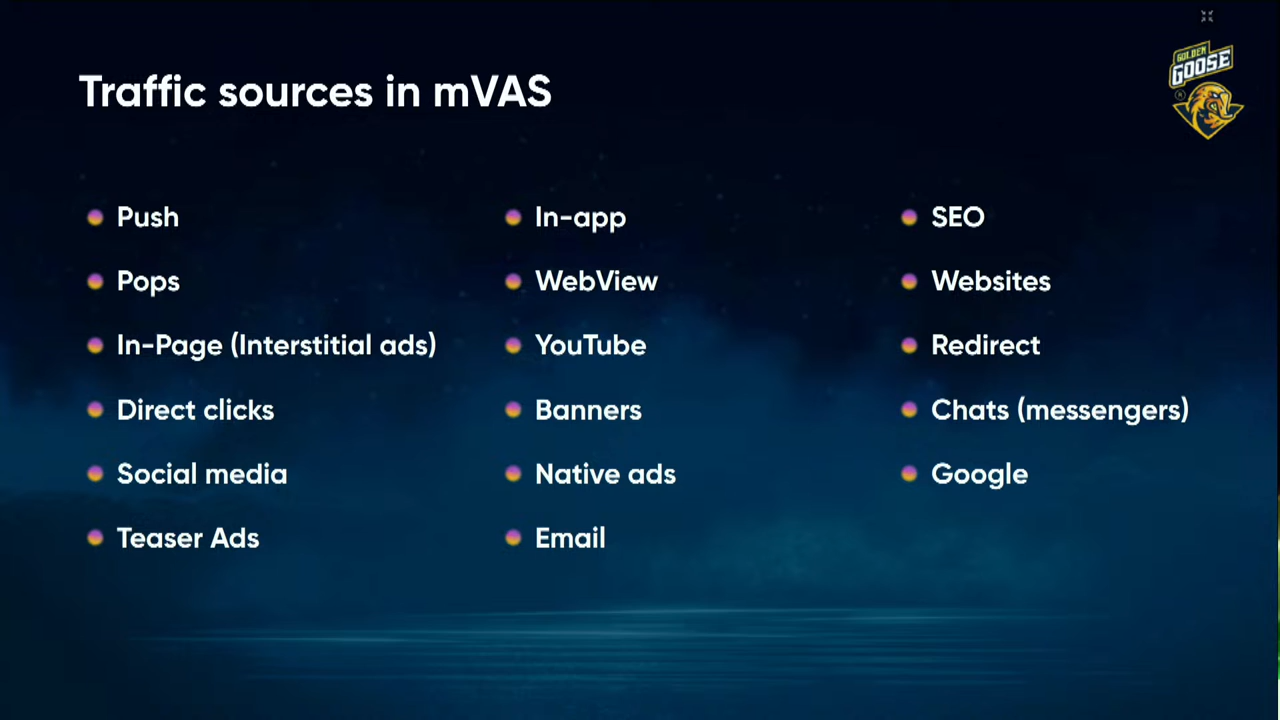 Traffic sources in mVAS
GOLDEN
GOOSE
Push
Pops
In-Page (Interstitial ads)
Direct clicks
Social media
Teaser Ads
In-app
WebView
YouTube
Banners
Native ads
Email
SEO
Websites
Redirect
Chats (messengers)
Google